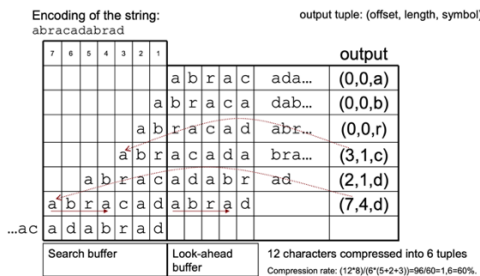 Encoding of the string:
abracadabrad
output tuple: (offset, length, symbol)
7 6 5 4 3 2 1
output
a b r a c ada... (0,0,a)
a b r a c a dab... (0,0,b)
a b r a c a d abr... (0,0,r)
a b r a c a d a bra... (3,1,c)
a b r a c a d a b r ad (2,1,d)
a b r a c a d a b r a d (7,4,d)
...ac a d a b r a d
Search buffer
Look-ahead
buffer
12 characters compressed into 6 tuples
Compression rate: (12*8)/(6*(5+2+3))=96/60=1,6=60%.